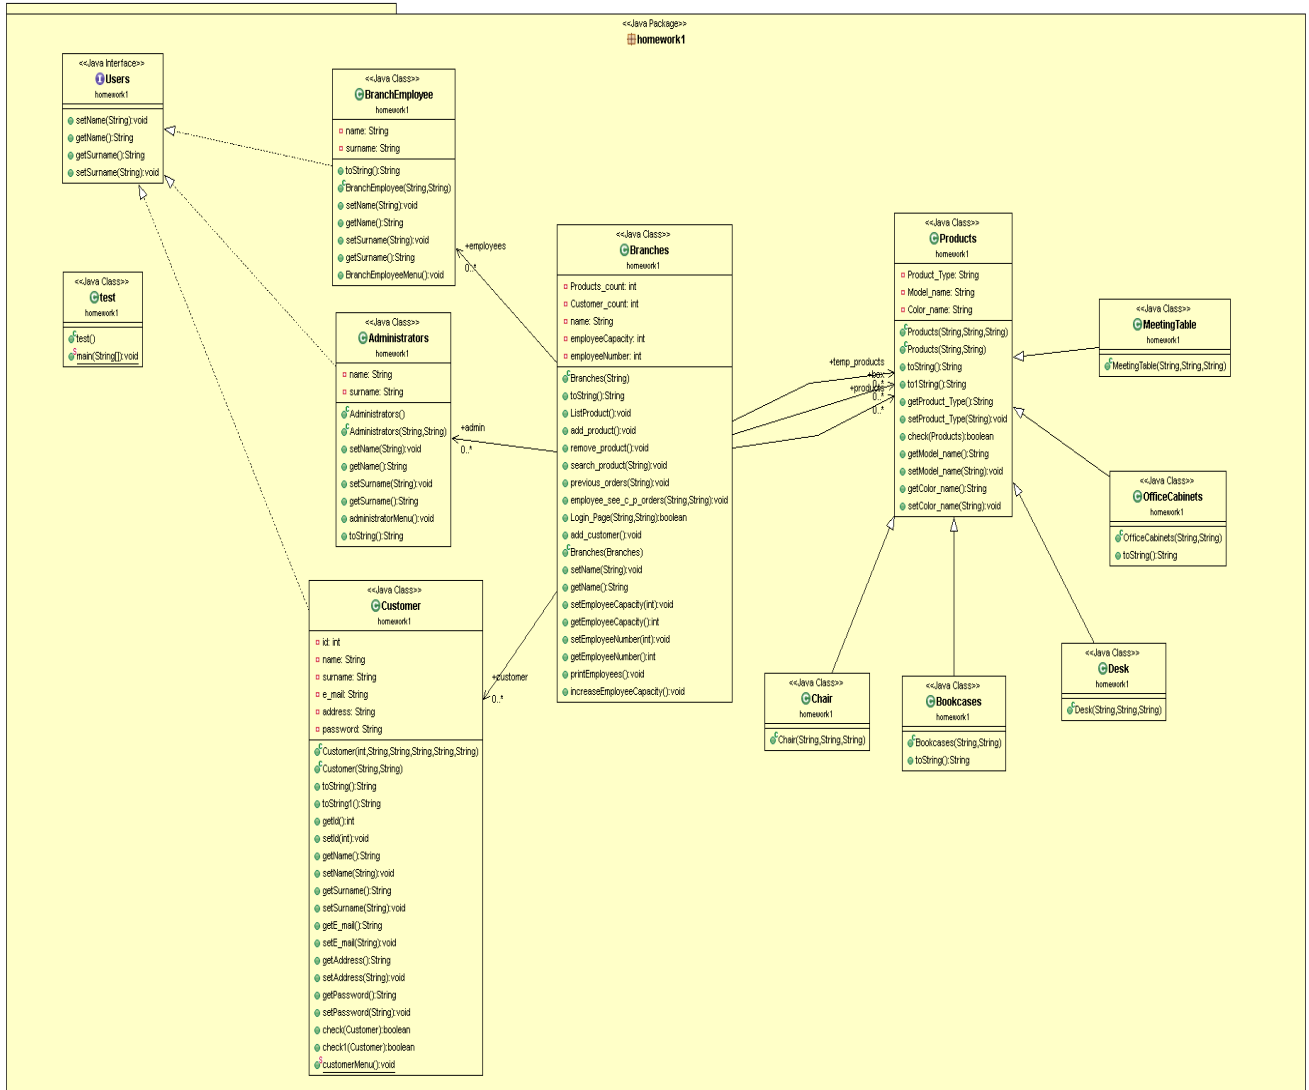 <<Java Package>>
homework1
<<Java Interface>>
Users
homework1
setName(String):void
getName():String
getSurname():String
setSurname(String):void
<<Java Class>>
test
homework1
test()
main(String[]):void
<<Java Class>>
BranchEmployee
homework1
name: String
surname: String
toString():String
BranchEmployee(String,String)
setName(String):void
getName():String
setSurname(String):void
getSurname():String
BranchEmployeeMenu():void
+employees
0..*
<<Java Class>>
Administrators
homework1
name: String
surname: String
Administrators()
Administrators(String,String)
setName(String):void
getName():String
setSurname(String):void
getSurname():String
administratorMenu():void
toString():String
+admin
0..*
<<Java Class>>
Customer
homework1
id: int
name: String
surname: String
e_mail: String
address: String
password: String
Customer(int,String,String,String,String,String)
Customer(String,String)
toString():String
toString1():String
getId():int
setId(int):void
getName():String
setName(String):void
getSurname():String
setSurname(String):void
getE_mail():String
setE_mail(String):void
getAddress():String
setAddress(String):void
getPassword():String
setPassword(String):void
check(Customer):boolean
check1(Customer):boolean
customerMenu():void
+customer
0..*
<<Java Class>>
Branches
homework1
Products_count: int
Customer_count: int
name: String
employeeCapacity: int
employeeNumber: int
Branches(String)
toString():String
ListProduct():void
add_product():void
remove_product():void
search_product(String):void
previous_orders(String):void
employee_see_c_p_orders(String,String):void
Login_Page(String,String):boolean
add_customer():void
Branches(Branches)
setName(String):void
getName():String
setEmployeeCapacity(int):void
getEmployeeCapacity():int
setEmployeeNumber(int):void
getEmployeeNumber():int
printEmployees():void
increaseEmployeeCapacity():void
+temp_products
0..*
+box
0..*
+products
0..*
<<Java Class>>
Products
homework1
Product_Type: String
Model_name: String
Color_name: String
Products(String,String,String)
Products(String,String)
toString():String
to1String():String
getProduct_Type():String
setProduct_Type(String):void
check(Products):boolean
getModel_name():String
setModel_name(String):void
getColor_name():String
setColor_name(String):void
<<Java Class>>
MeetingTable
homework1
MeetingTable(String,String,String)
<<Java Class>>
OfficeCabinets
homework1
OfficeCabinets(String,String)
toString():String
<<Java Class>>
Desk
homework1
Desk(String,String,String)
<<Java Class>>
Chair
homework1
Chair(String,String,String)
<<Java Class>>
Bookcases
homework1
Bookcases(String,String)
toString():String